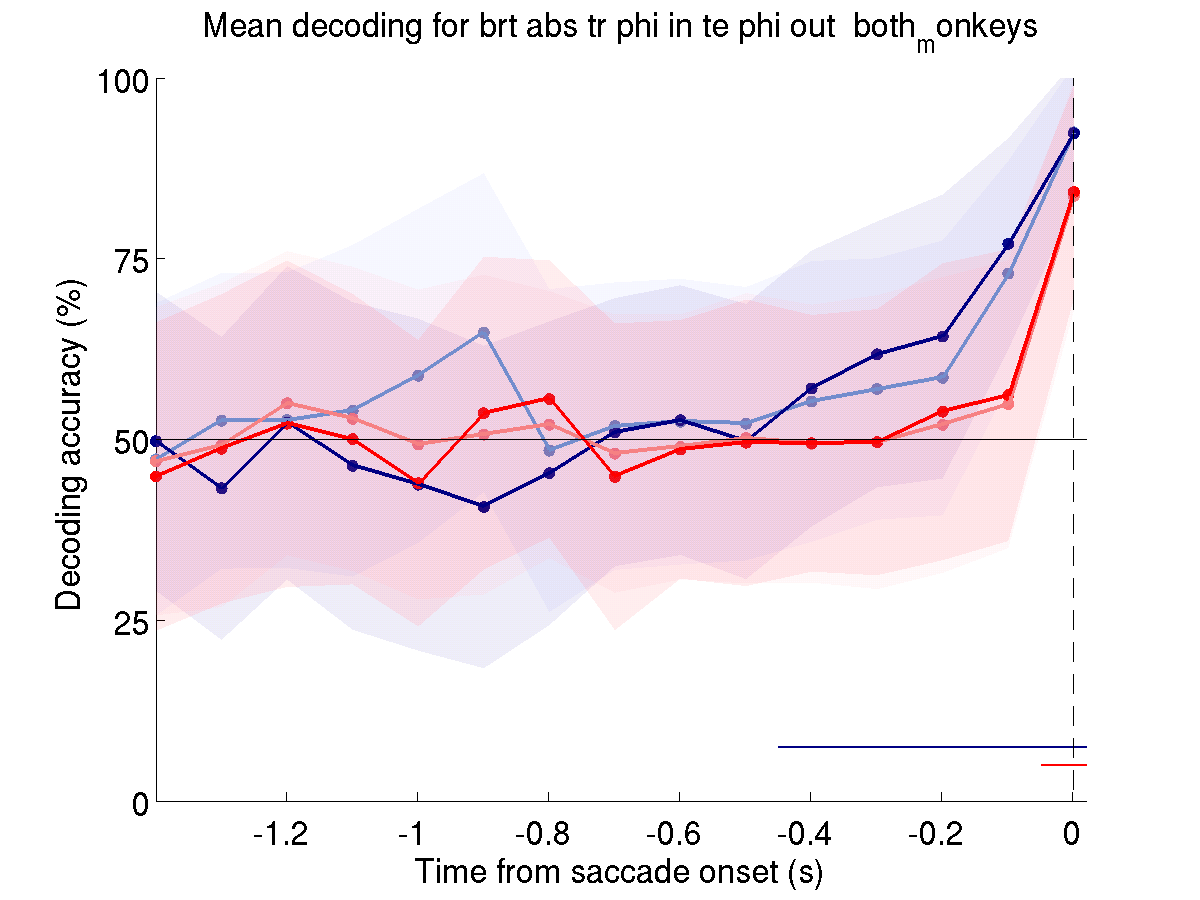 Mean decoding for brt abs tr phi in te phi out both_monkeys
100
75
50
25
0
Decoding accuracy (%)
-1.2 -1 -0.8 -0.6 -0.4 -0.2 0
Time from saccade onset (s)